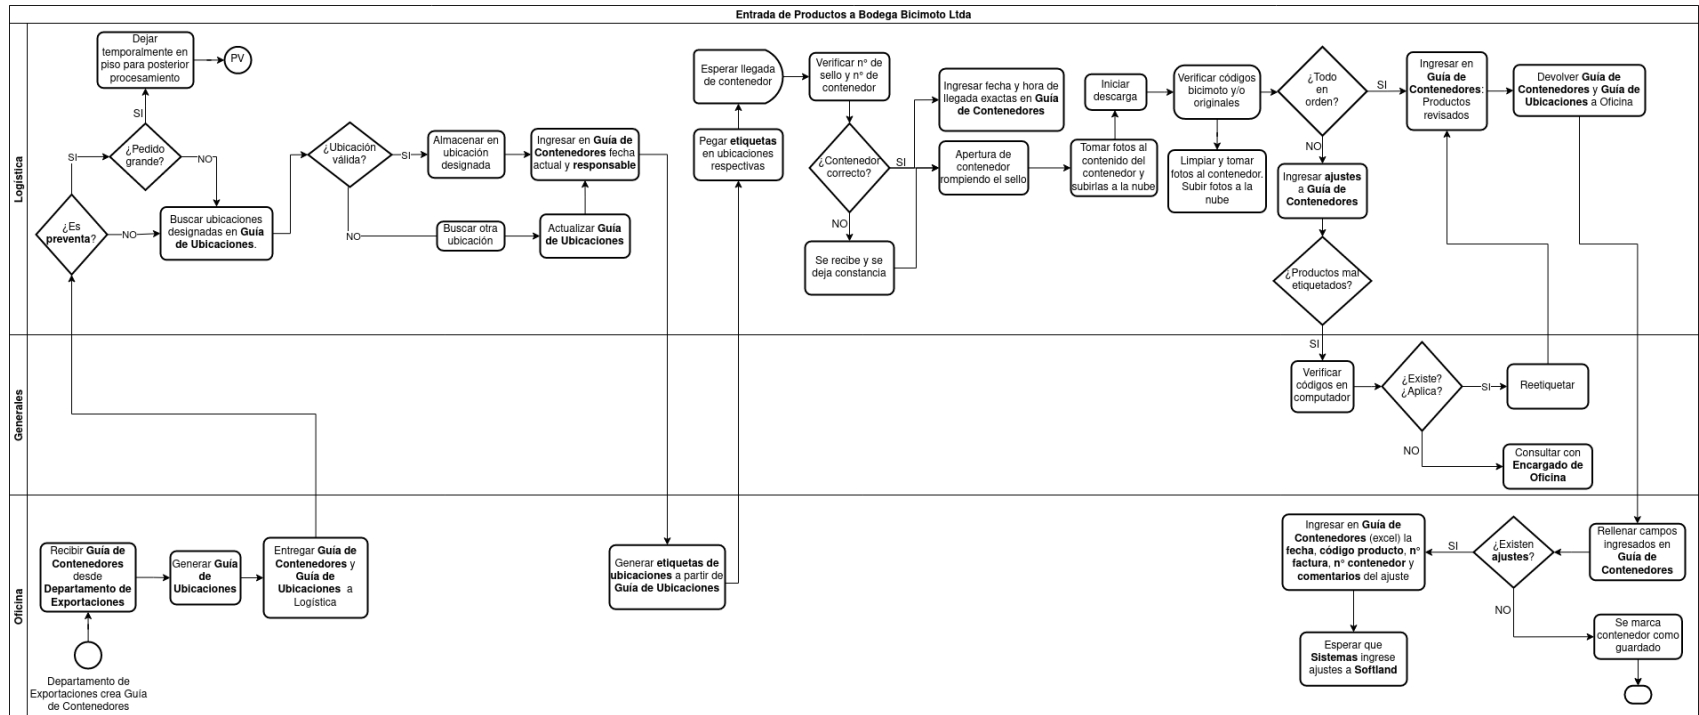 Entrada de Productos a Bodega Bicimoto Ltda
Logística
Dejar
temporalmente en
piso para posterior
procesamiento
PV
SI
¿Pedido
grande?
SI
NO
¿Es
preventa?
NO
Buscar ubicaciones
designadas en Guía
de Ubicaciones.
¿Ubicación
válida?
SI
Almacenar en
ubicación
designada
Ingresar en Guía de
Contenedores fecha
actual y responsable
NO
Buscar otra
ubicación
Actualizar Guía
de Ubicaciones
Esperar llegada
de contenedor
Pegar etiquetas
en ubicaciones
respectivas
Verificar n° de
sello y n° de
contenedor
¿Contenedor
correcto?
SI
NO
Se recibe y se
deja constancia
Ingresar fecha y hora de
llegada exactas en Guía
de Contenedores
Apertura de
contenedor
rompiendo el sello
Tomar fotos al
contenido del
contenedor y
subirlas a la nube
Iniciar
descarga
Verificar códigos
bicimoto y/o
originales
Limpiar y tomar
fotos al contenedor.
Subir fotos a la
nube
¿Todo
en
orden?
SI
NO
Ingresar ajustes
a Guía de
Contenedores
¿Productos mal
etiquetados?
Ingresar en
Guía de
Contenedores:
Productos
revisados
Devolver Guía de
Contenedores y Guía de
Ubicaciones a Oficina
Generales
SI
Verificar
códigos en
computador
¿Existe?
¿Aplica?
SI
Reetiquetar
NO
Consultar con
Encargado de
Oficina
Oficina
Recibir Guía de
Contenedores
desde
Departamento de
Exportaciones
Generar Guía
de
Ubicaciones
Entregar Guía de
Contenedores y
Guía de
Ubicaciones a
Logística
Departamento de
Exportaciones crea Guía
de Contenedores
Generar etiquetas de
ubicaciones a partir de
Guía de Ubicaciones
Ingresar en Guía de
Contenedores (excel) la
fecha, código producto, n°
factura, n° contenedor y
comentarios del ajuste
SI
¿Existen
ajustes?
Rellenar campos
ingresados en
Guía de
Contenedores
NO
Esperar que
Sistemas ingrese
ajustes a Softland
Se marca
contenedor como
guardado